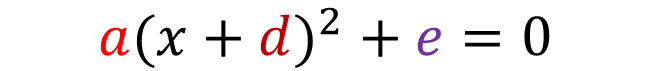 a(x + d)² + e = 0